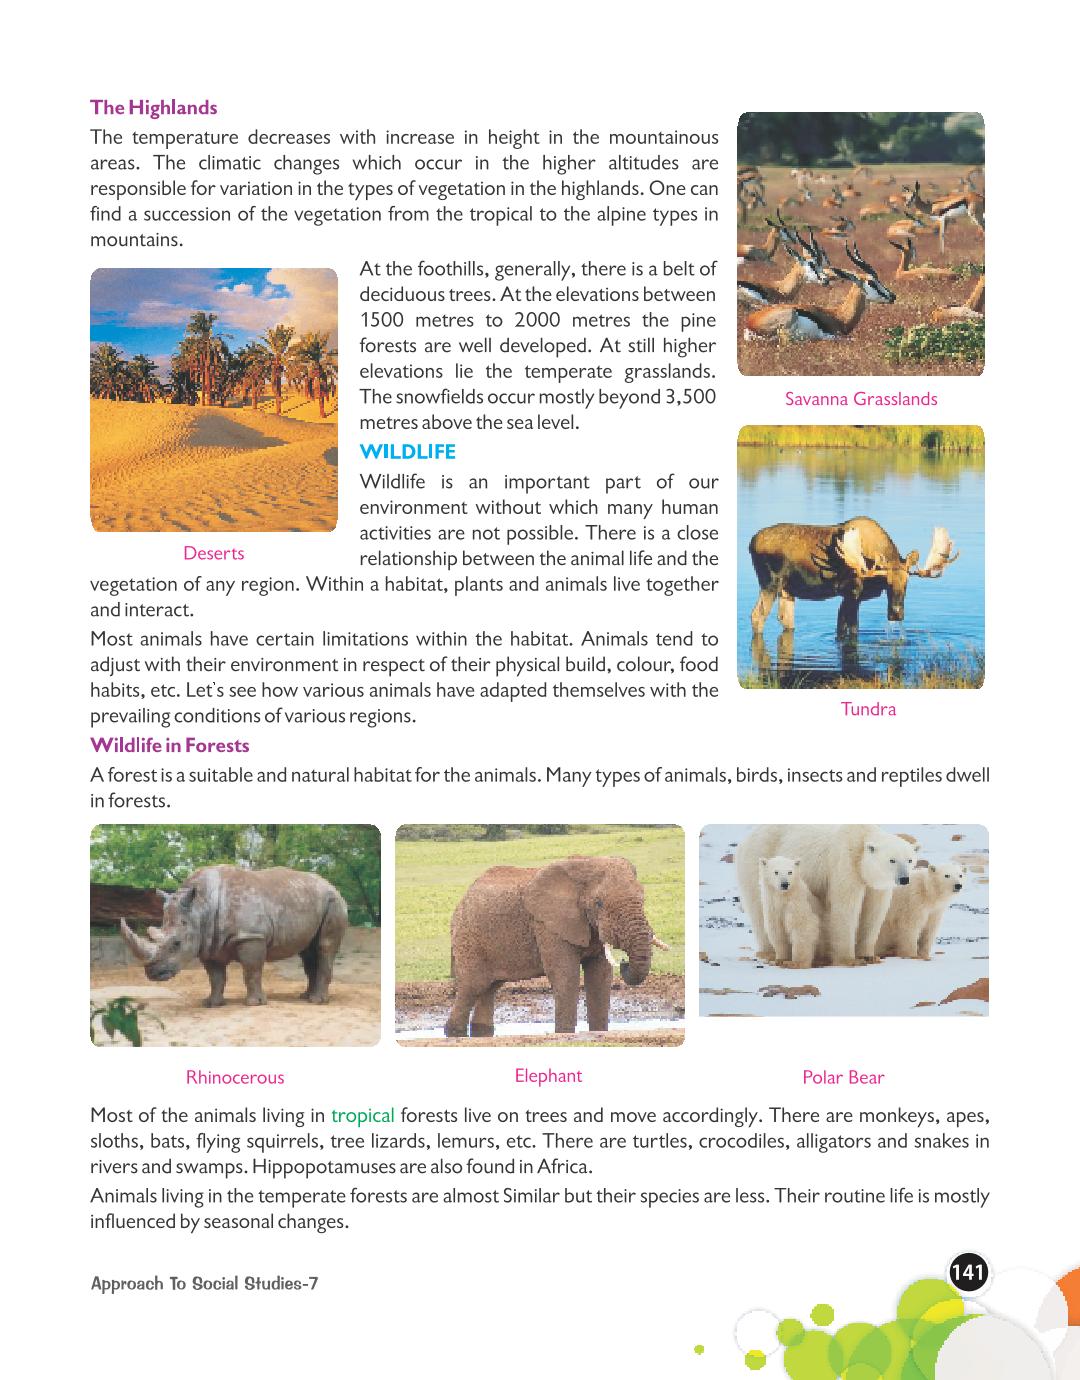 The Highlands
The temperature decreases with increase in height in the mountainous
areas. The climatic changes which occur in the higher altitudes are
responsible for variation in the types of vegetation in the highlands. One can
find a succession of the vegetation from the tropical to the alpine types in
mountains.
At the foothills, generally, there is a belt of
deciduous trees. At the elevations between
1500 metres to 2000 metres the pine
forests are well developed. At still higher
elevations lie the temperate grasslands.
The snowfields occur mostly beyond 3,500
metres above the sea level.
Savanna Grasslands
WILDLIFE
Wildlife is an important part of our
environment without which many human
activities are not possible. There is a close
relationship between the animal life and the
Deserts
vegetation of any region. Within a habitat, plants and animals live together
and interact.
Most animals have certain limitations within the habitat. Animals tend to
adjust with their environment in respect of their physical build, colour, food
habits, etc. Let's see how various animals have adapted themselves with the
prevailing conditions of various regions.
Tundra
Wildlife in Forests
A forest is a suitable and natural habitat for the animals. Many types of animals, birds, insects and reptiles dwell
in forests.
Rhinocerous
Elephant
Polar Bear
Most of the animals living in tropical forests live on trees and move accordingly. There are monkeys, apes,
sloths, bats, flying squirrels, tree lizards, lemurs, etc. There are turtles, crocodiles, alligators and snakes in
rivers and swamps. Hippopotamuses are also found in Africa.
Animals living in the temperate forests are almost Similar but their species are less. Their routine life is mostly
influenced by seasonal changes.
Approach To Social Studies-7
141